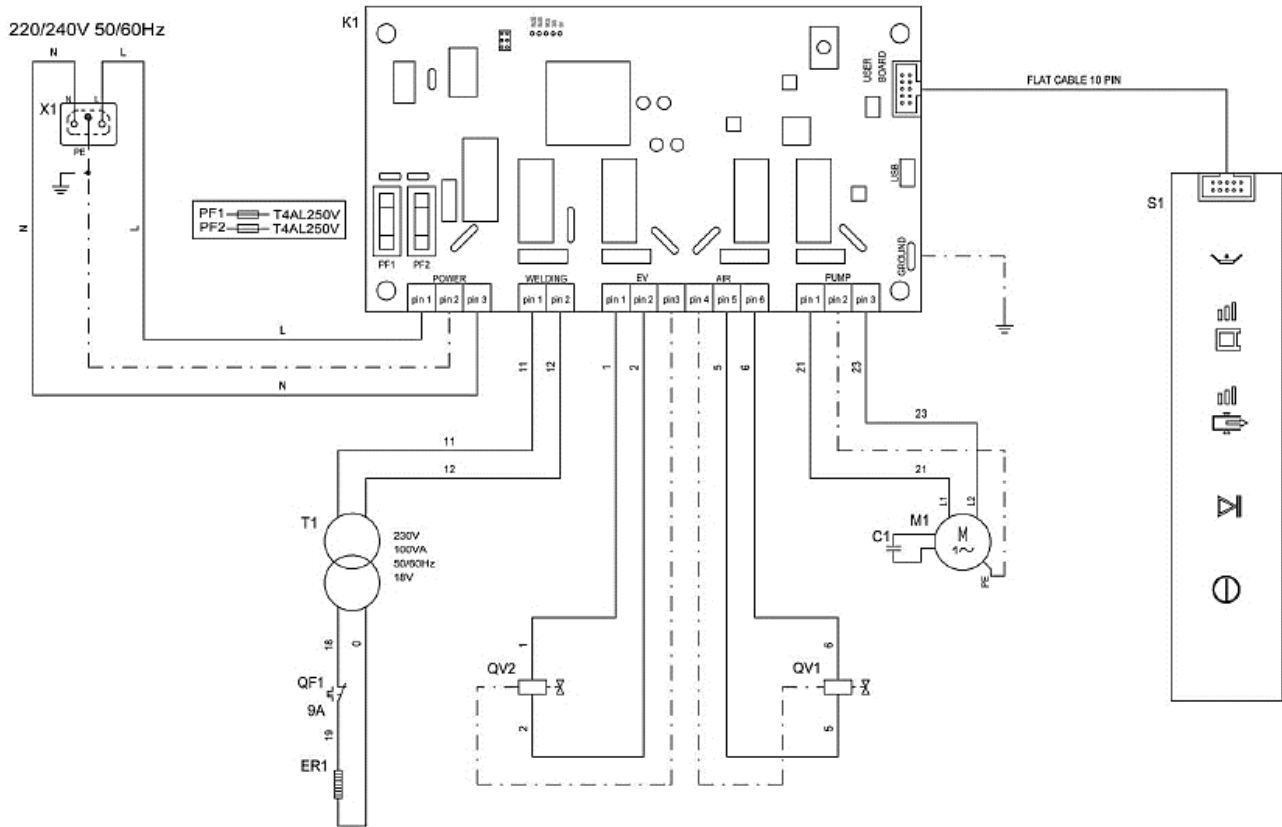 220/240V 50/60Hz
N
L
X1
N
L
PE
N
L
L
N
PF1 T4AL250V
PF2 T4AL250V
K1
PF1
PF2
USER
BOARD
USB
GROUND
POWER
pin 1
pin 2
pin 3
WELDING
pin 1
pin 2
EV
pin 1
pin 2
pin3
AIR
pin 4
pin 5
pin 6
PUMP
pin 1
pin 2
pin 3
FLAT CABLE 10 PIN
S1
11
12
1
2
5
6
21
23
11
12
23
21
T1
230V
100VA
50/60Hz
18V
18
0
QF1
9A
19
ER1
1
QV2
2
6
QV1
5
L1
L2
M1
C1
M
1~
PE